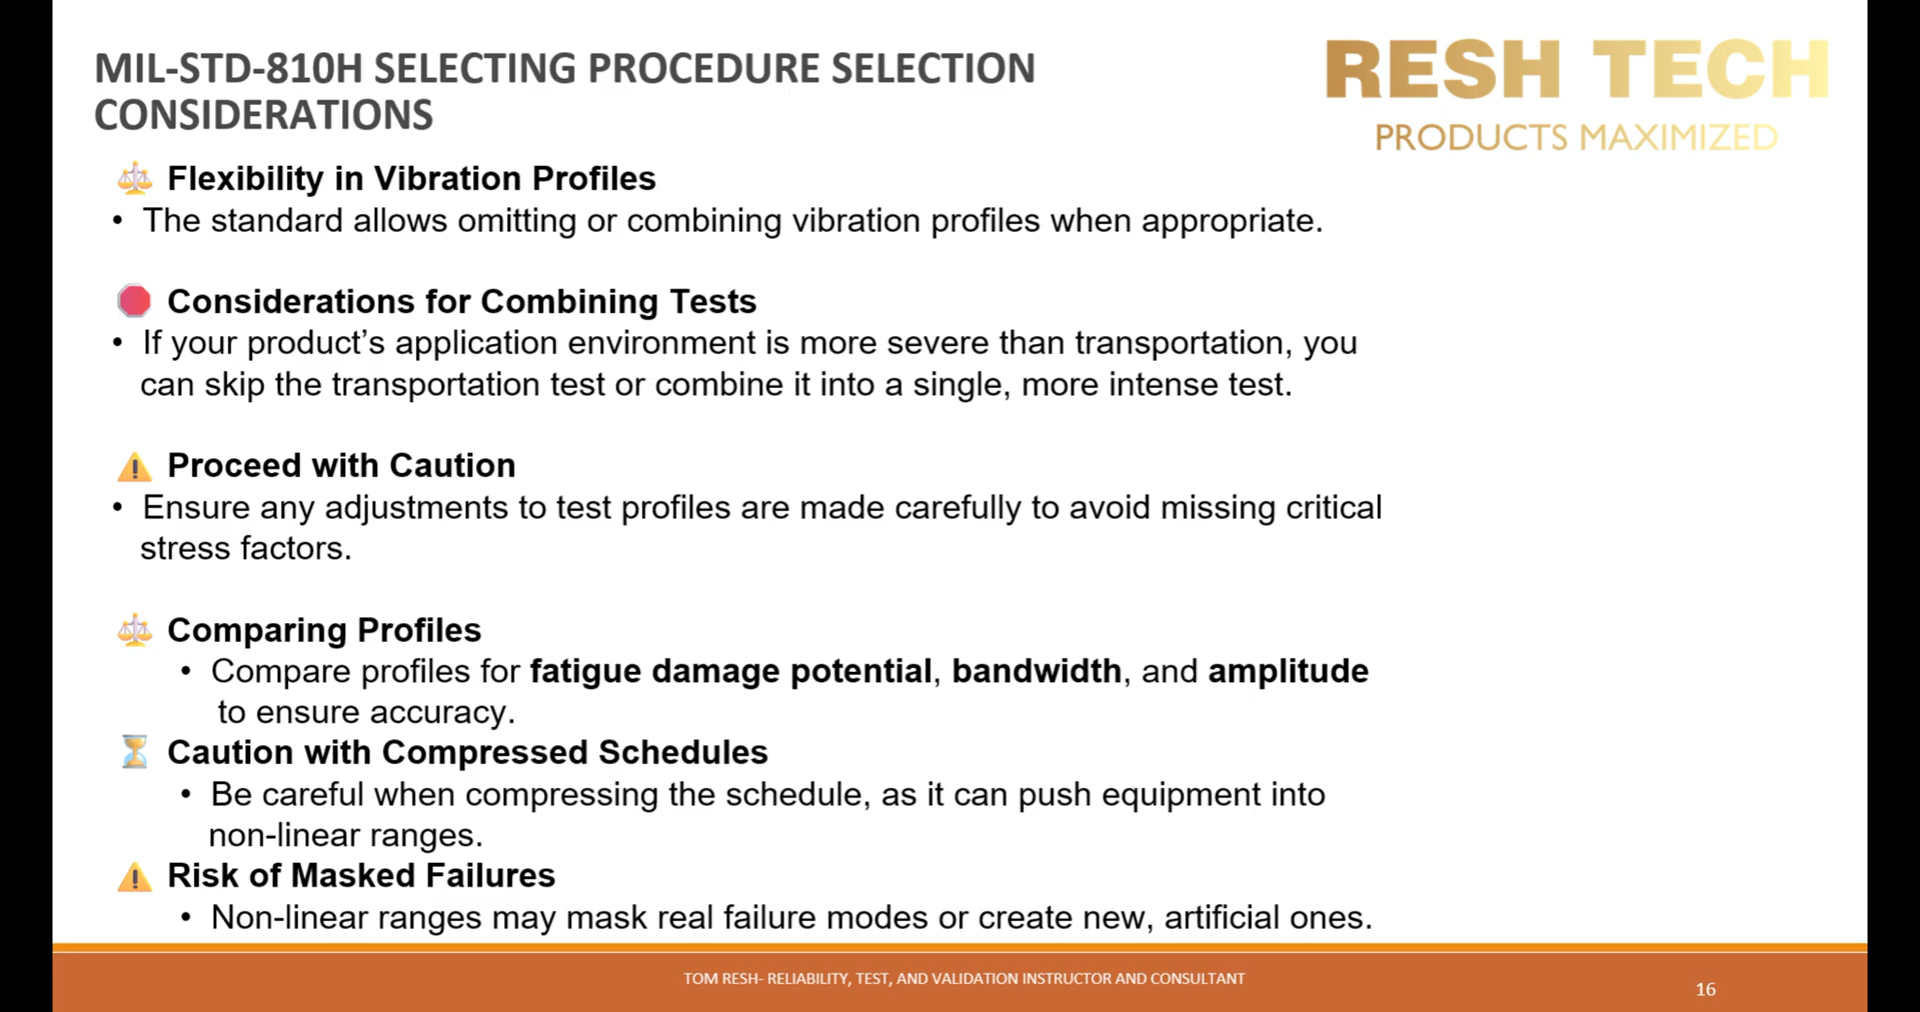 MIL-STD-810H SELECTING PROCEDURE SELECTION
CONSIDERATIONS
RESH TECH
PRODUCTS MAXIMIZED
Flexibility in Vibration Profiles
• The standard allows omitting or combining vibration profiles when appropriate.
Considerations for Combining Tests
• If your product’s application environment is more severe than transportation, you
can skip the transportation test or combine it into a single, more intense test.
Proceed with Caution
• Ensure any adjustments to test profiles are made carefully to avoid missing critical
stress factors.
Comparing Profiles
• Compare profiles for fatigue damage potential, bandwidth, and amplitude
to ensure accuracy.
Caution with Compressed Schedules
• Be careful when compressing the schedule, as it can push equipment into
non-linear ranges.
Risk of Masked Failures
• Non-linear ranges may mask real failure modes or create new, artificial ones.
TOM RESH- RELIABILITY, TEST, AND VALIDATION INSTRUCTOR AND CONSULTANT
16